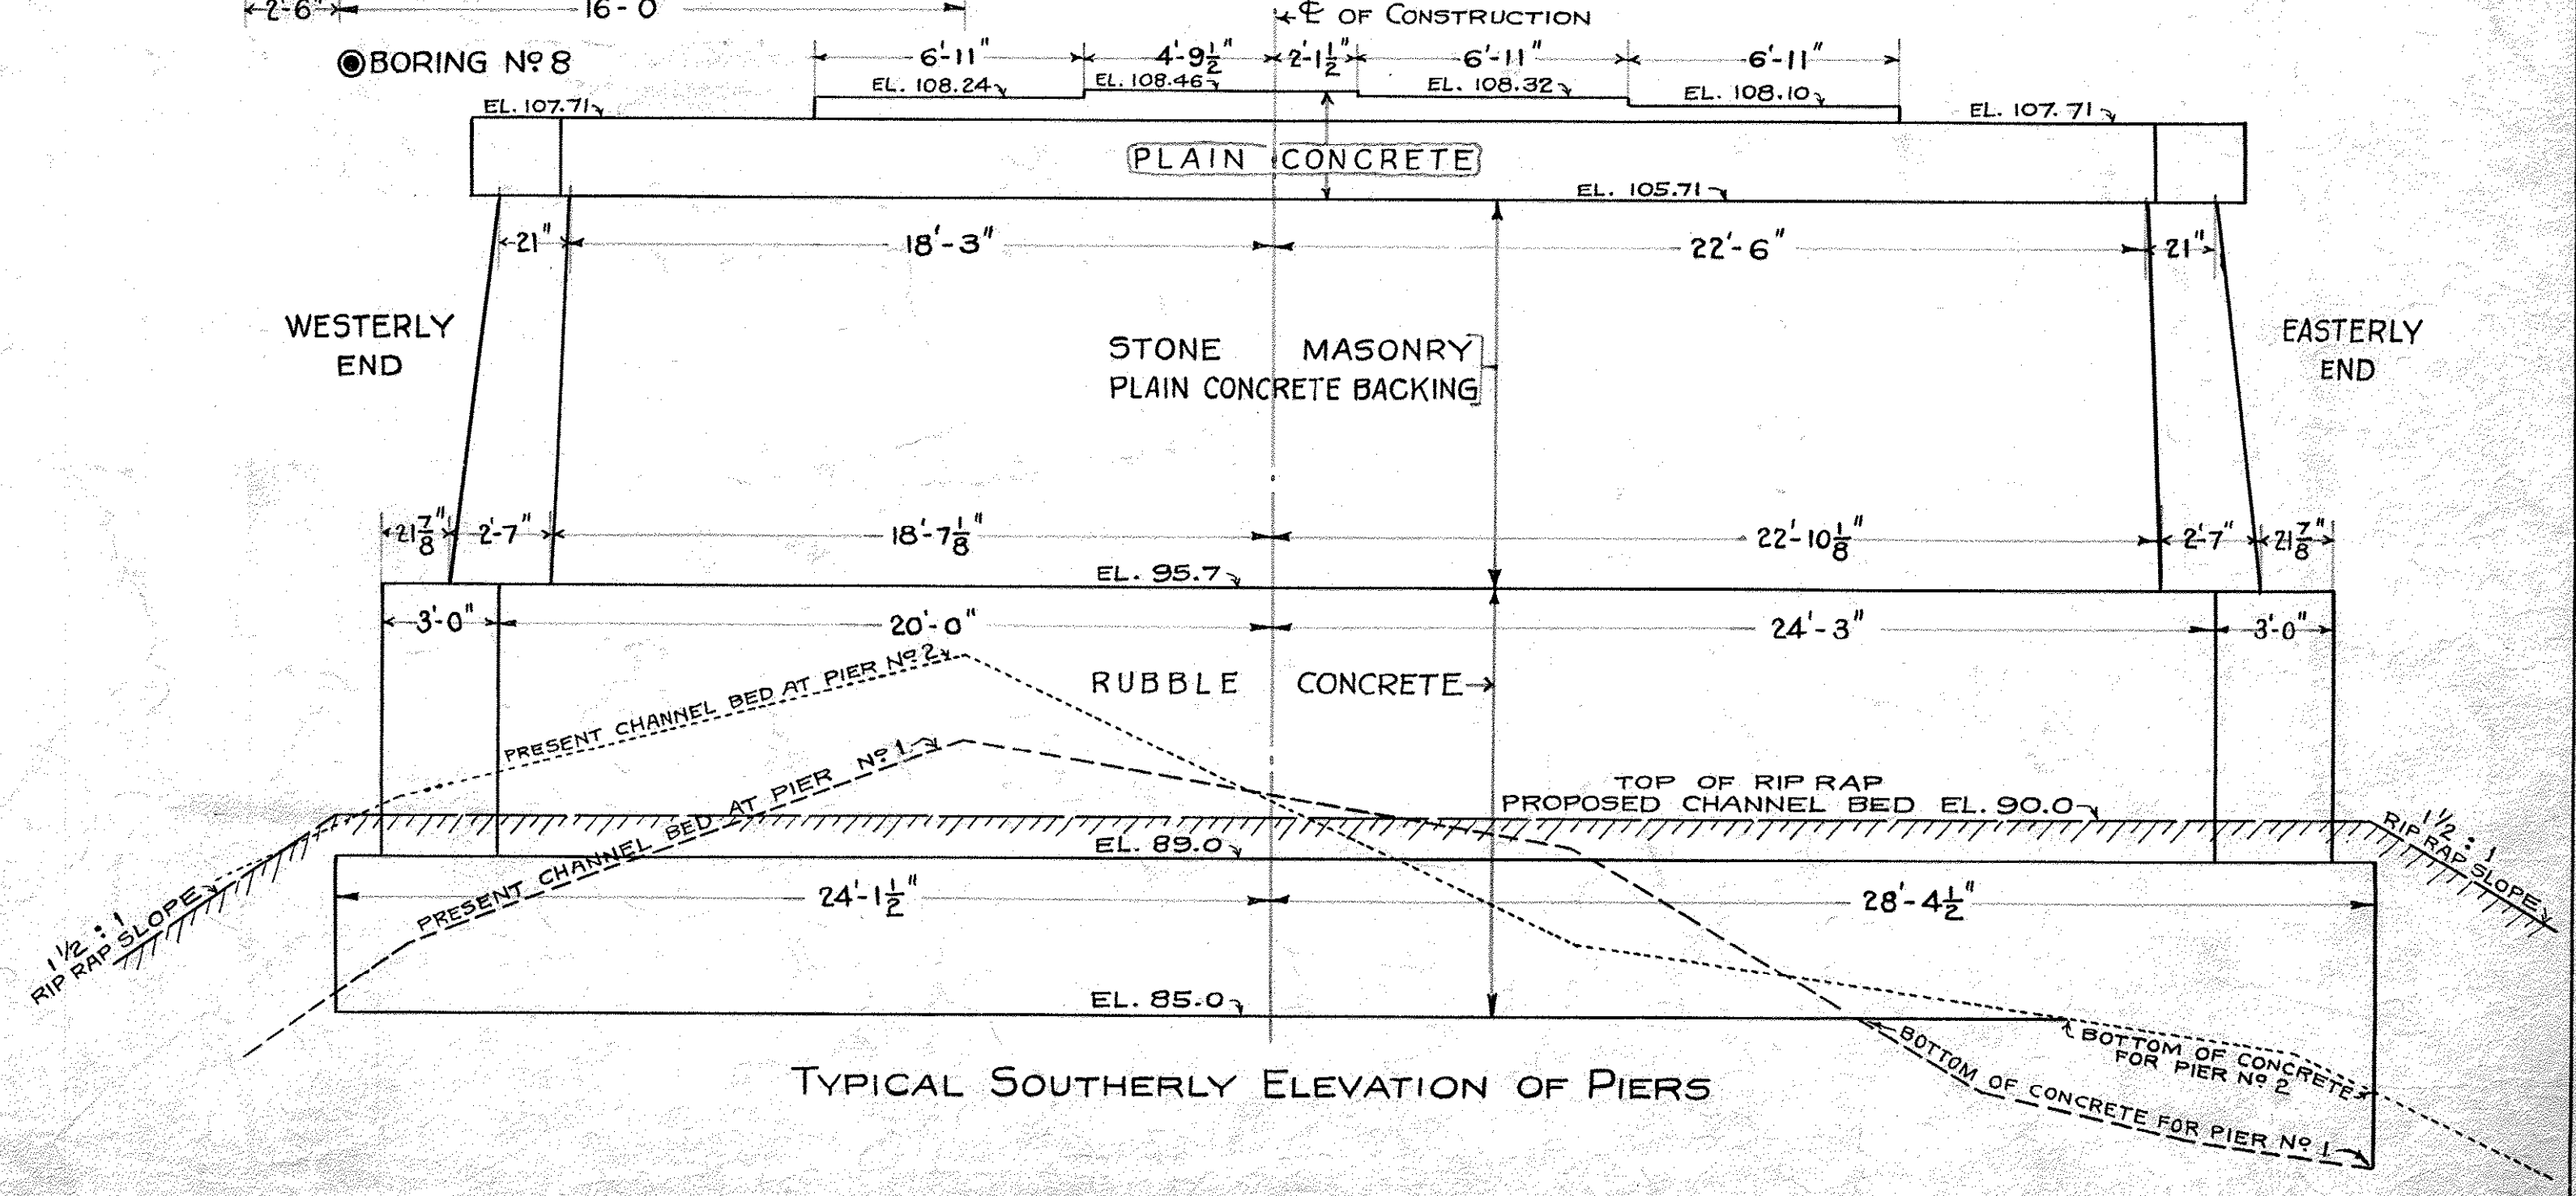 2'-6" 16'-0
℄ OF CONSTRUCTION
BORING Nº 8
6'-11" 4'-9½" 2'-1½" 6'-11" 6'-11"
EL. 107.71 EL. 108.24 EL. 108.46 EL. 108.32 EL. 108.10 EL. 107.71
PLAIN CONCRETE
EL. 105.71
21" 18'-3" 22'-6" 21"
WESTERLY
END
STONE MASONRY
PLAIN CONCRETE BACKING
EASTERLY
END
21⅞" 2'-7" 18'-7⅛" 22'-10⅛" 2'-7" 21⅞"
EL. 95.7
3'-0" 20'-0" 24'-3" 3'-0"
RUBBLE CONCRETE
PRESENT CHANNEL BED AT PIER Nº 2
PRESENT CHANNEL BED AT PIER Nº 1
TOP OF RIP RAP
PROPOSED CHANNEL BED EL. 90.0
1½ : 1
RIP RAP SLOPE
EL. 89.0
24'-1½" 28'-4½"
1½ : 1
RIP RAP SLOPE
EL. 85.0
BOTTOM OF CONCRETE
FOR PIER Nº 2
BOTTOM OF CONCRETE FOR PIER Nº 1
TYPICAL SOUTHERLY ELEVATION OF PIERS